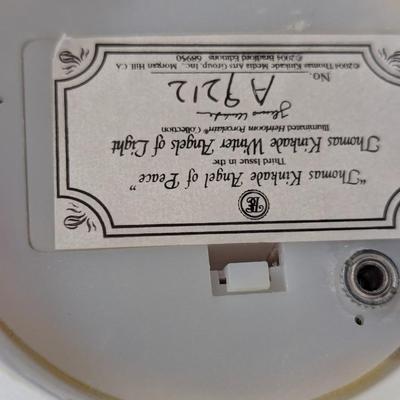 "Thomas Kinkade Angel of Peace"
Third Issue in the
Thomas Kinkade Winter Angels of Light
Illuminated Heirloom Porcelain® Collection
No. A9212
©2004 Thomas Kinkade Media Arts Group, Inc., Morgan Hill, CA
©2004 Bradford Editions 68950